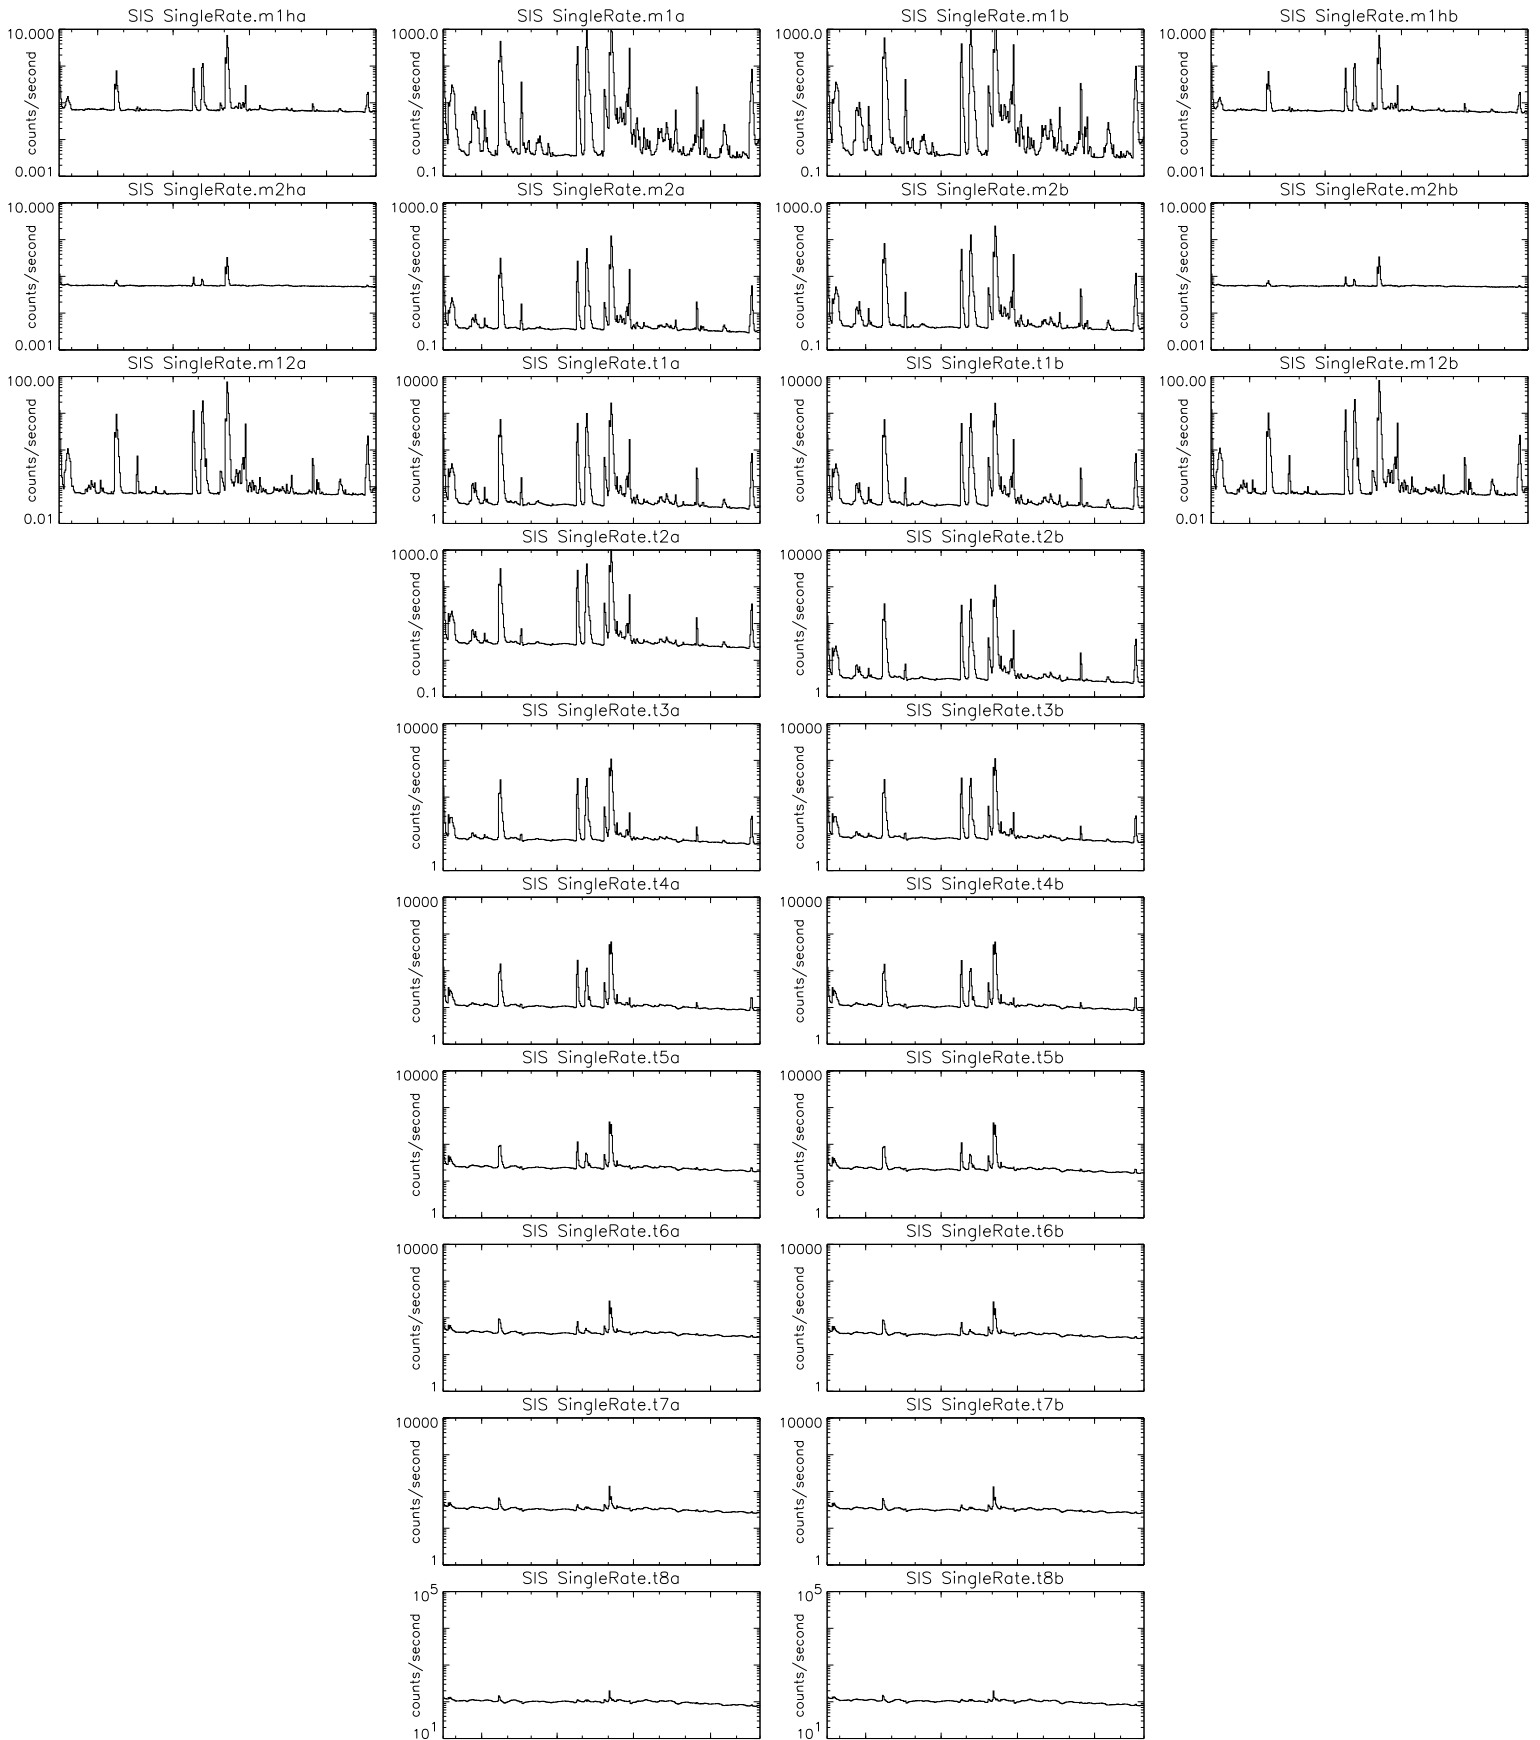 SIS SingleRate.m1ha
10.000
counts/second
0.001
SIS SingleRate.m1a
1000.0
counts/second
0.1
SIS SingleRate.m1b
1000.0
counts/second
0.1
SIS SingleRate.m1hb
10.000
counts/second
0.001
SIS SingleRate.m2ha
10.000
counts/second
0.001
SIS SingleRate.m2a
1000.0
counts/second
0.1
SIS SingleRate.m2b
1000.0
counts/second
0.1
SIS SingleRate.m2hb
10.000
counts/second
0.001
SIS SingleRate.m12a
100.00
counts/second
0.01
SIS SingleRate.t1a
10000
counts/second
1
SIS SingleRate.t1b
10000
counts/second
1
SIS SingleRate.m12b
100.00
counts/second
0.01
SIS SingleRate.t2a
1000.0
counts/second
0.1
SIS SingleRate.t2b
10000
counts/second
1
SIS SingleRate.t3a
10000
counts/second
1
SIS SingleRate.t3b
10000
counts/second
1
SIS SingleRate.t4a
10000
counts/second
1
SIS SingleRate.t4b
10000
counts/second
1
SIS SingleRate.t5a
10000
counts/second
1
SIS SingleRate.t5b
10000
counts/second
1
SIS SingleRate.t6a
10000
counts/second
1
SIS SingleRate.t6b
10000
counts/second
1
SIS SingleRate.t7a
10000
counts/second
1
SIS SingleRate.t7b
10000
counts/second
1
SIS SingleRate.t8a
10^5
counts/second
10^1
SIS SingleRate.t8b
10^5
counts/second
10^1